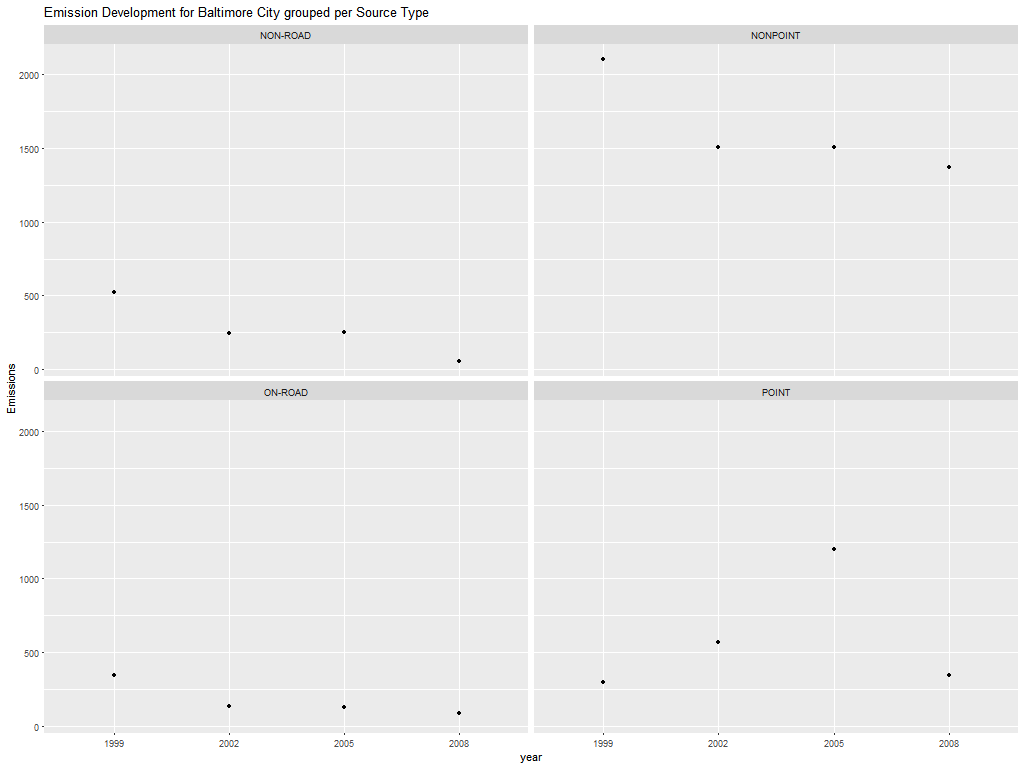 Emission Development for Baltimore City grouped per Source Type
NON-ROAD
NONPOINT
2000
1500
1000
500
0
Emissions
ON-ROAD
POINT
2000
1500
1000
500
0
1999 2002 2005 2008 1999 2002 2005 2008
year